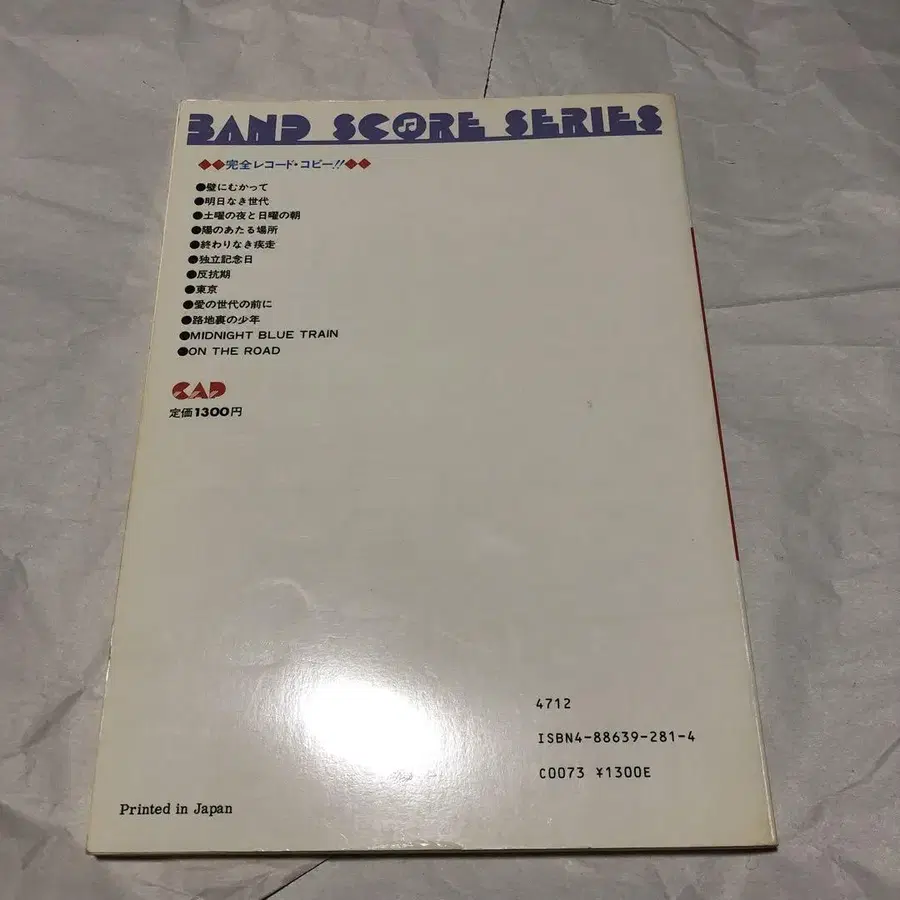 BAND SCORE SERIES
◆◆完全レコード・コピー!!◆◆
●壁にむかって
●明日なき世代
●土曜の夜と日曜の朝
●陽のあたる場所
●終わりなき疾走
●独立記念日
●反抗期
●東京
●愛の世代の前に
●路地裏の少年
●MIDNIGHT BLUE TRAIN
●ON THE ROAD
CAP
定価1300円
4712
ISBN4-88639-281-4
C0073 ¥1300E
Printed in Japan